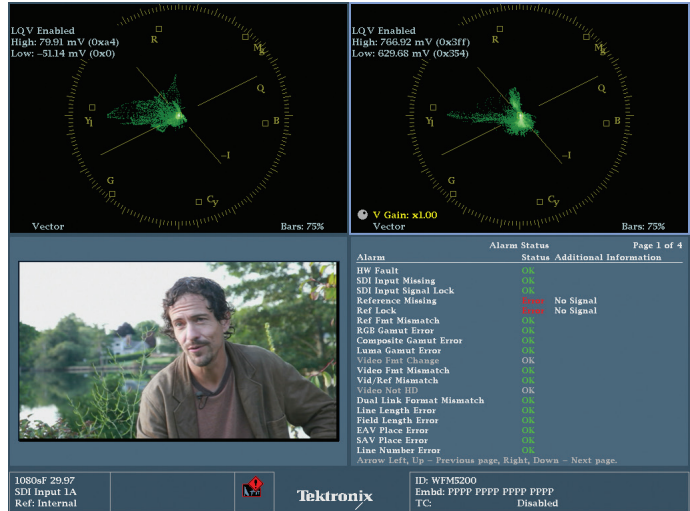 LQV Enabled
High: 79.91 mV (0xa4)
Low: –51.14 mV (0x0)
R
Mg
Q
YI
B
–I
G
Cy
Vector
Bars: 75%
LQV Enabled
High: 766.92 mV (0x3ff)
Low: 629.68 mV (0x354)
R
Mg
Q
YI
B
–I
G
Cy
V Gain: x1.00
Vector
Bars: 75%
Alarm Status Page 1 of 4
Alarm Status Additional Information
HW Fault OK
SDI Input Missing OK
SDI Input Signal Lock OK
Reference Missing No Signal
Ref Lock No Signal
Ref Fmt Mismatch OK
RGB Gamut Error OK
Composite Gamut Error OK
Luma Gamut Error OK
Video Fmt Change OK
Video Fmt Mismatch OK
Vid/Ref Mismatch OK
Video Not HD OK
Dual Link Format Mismatch OK
Line Length Error OK
Field Length Error OK
EAV Place Error OK
SAV Place Error OK
Line Number Error OK
Arrow Left, Up – Previous page, Right, Down – Next page.
1080sF 29.97
SDI Input 1A
Ref: Internal
Tektronix
ID: WFM5200
Embd: PPPP PPPP PPPP PPPP
TC: Disabled